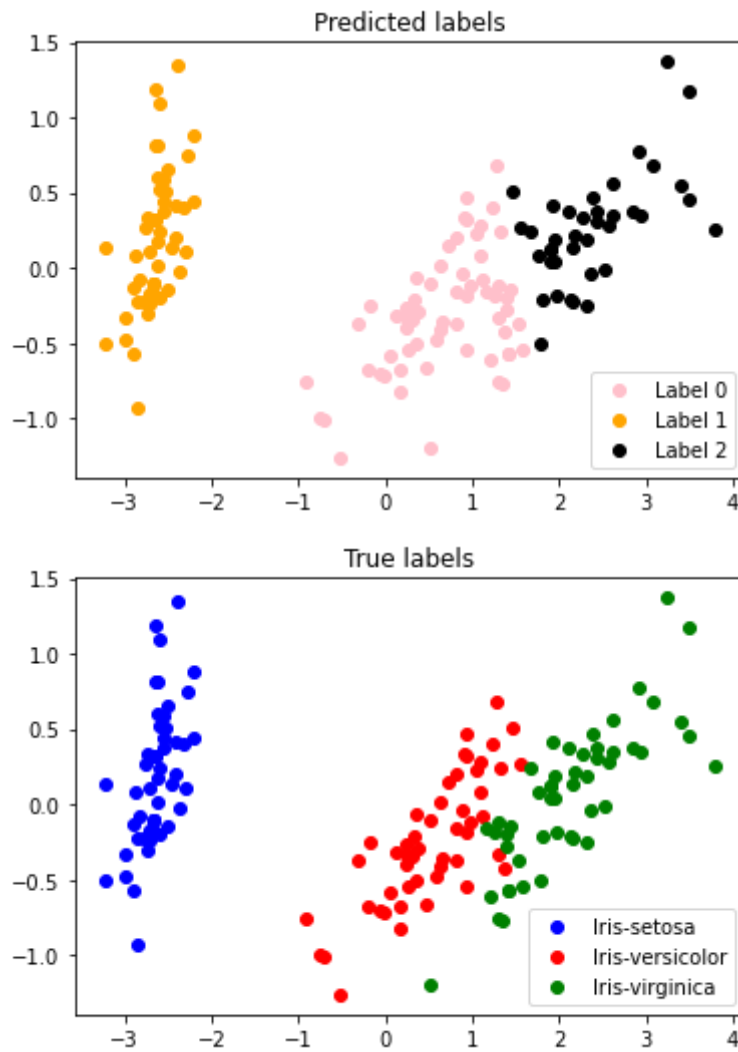 Predicted labels
1.5
1.0
0.5
0.0
−0.5
−1.0
Label 0
Label 1
Label 2
−3 −2 −1 0 1 2 3 4
True labels
1.5
1.0
0.5
0.0
−0.5
−1.0
Iris-setosa
Iris-versicolor
Iris-virginica
−3 −2 −1 0 1 2 3 4